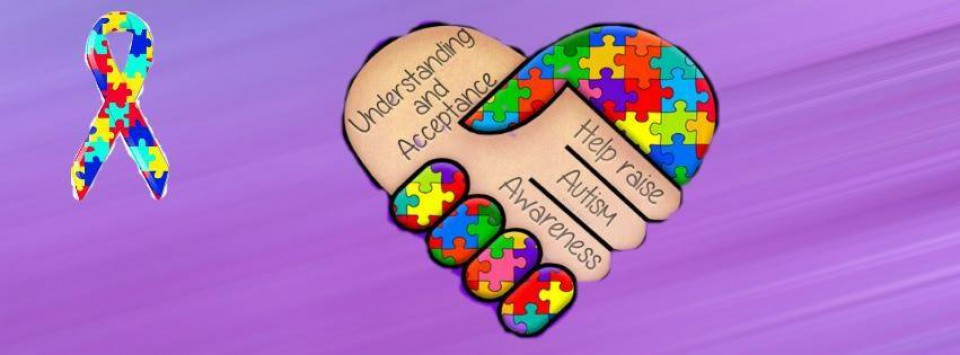 Understanding
and
Acceptance
Help raise
Autism
Awareness